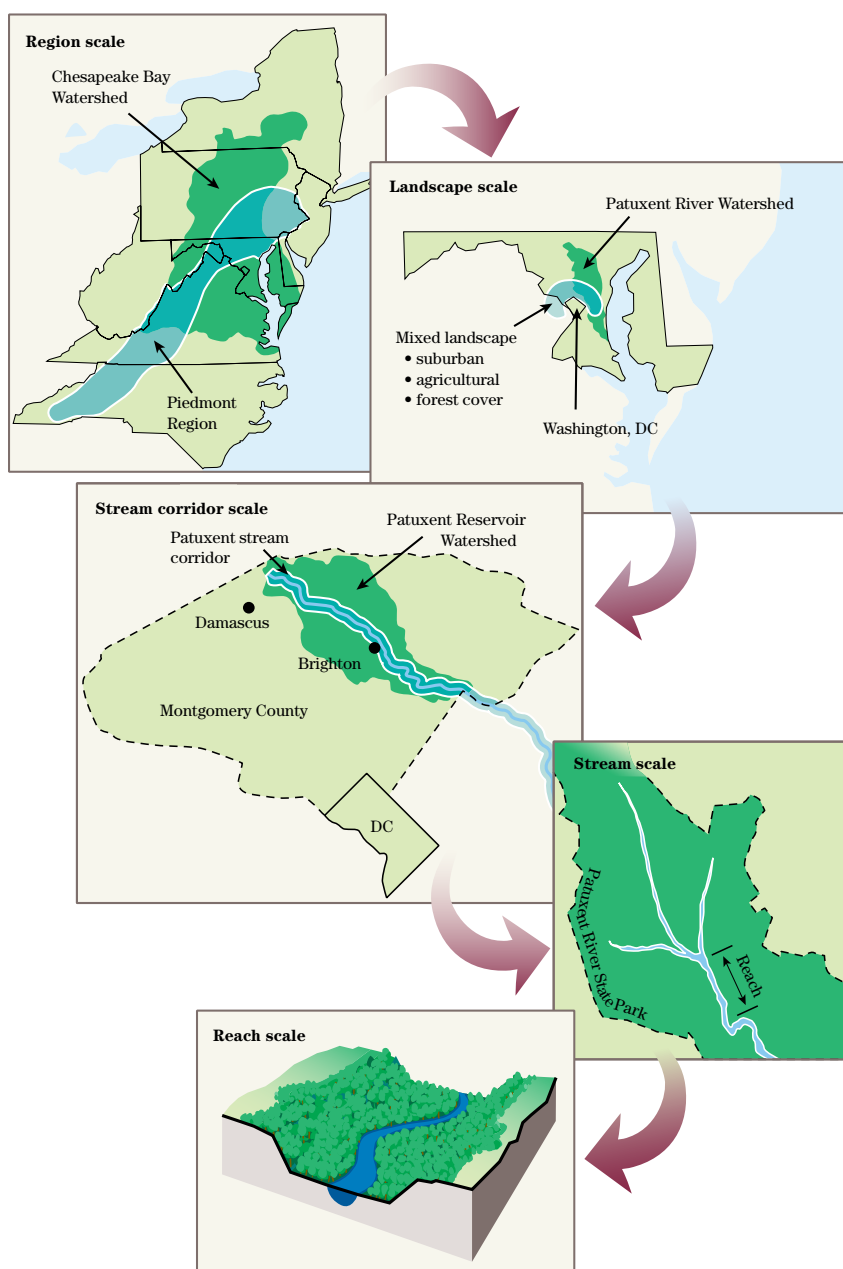 Region scale
Chesapeake Bay
Watershed
Piedmont
Region
Landscape scale
Patuxent River Watershed
Mixed landscape
• suburban
• agricultural
• forest cover
Washington, DC
Stream corridor scale
Patuxent stream
corridor
Patuxent Reservoir
Watershed
Damascus
Brighton
Montgomery County
DC
Stream scale
Patuxent River State Park
Reach
Reach scale